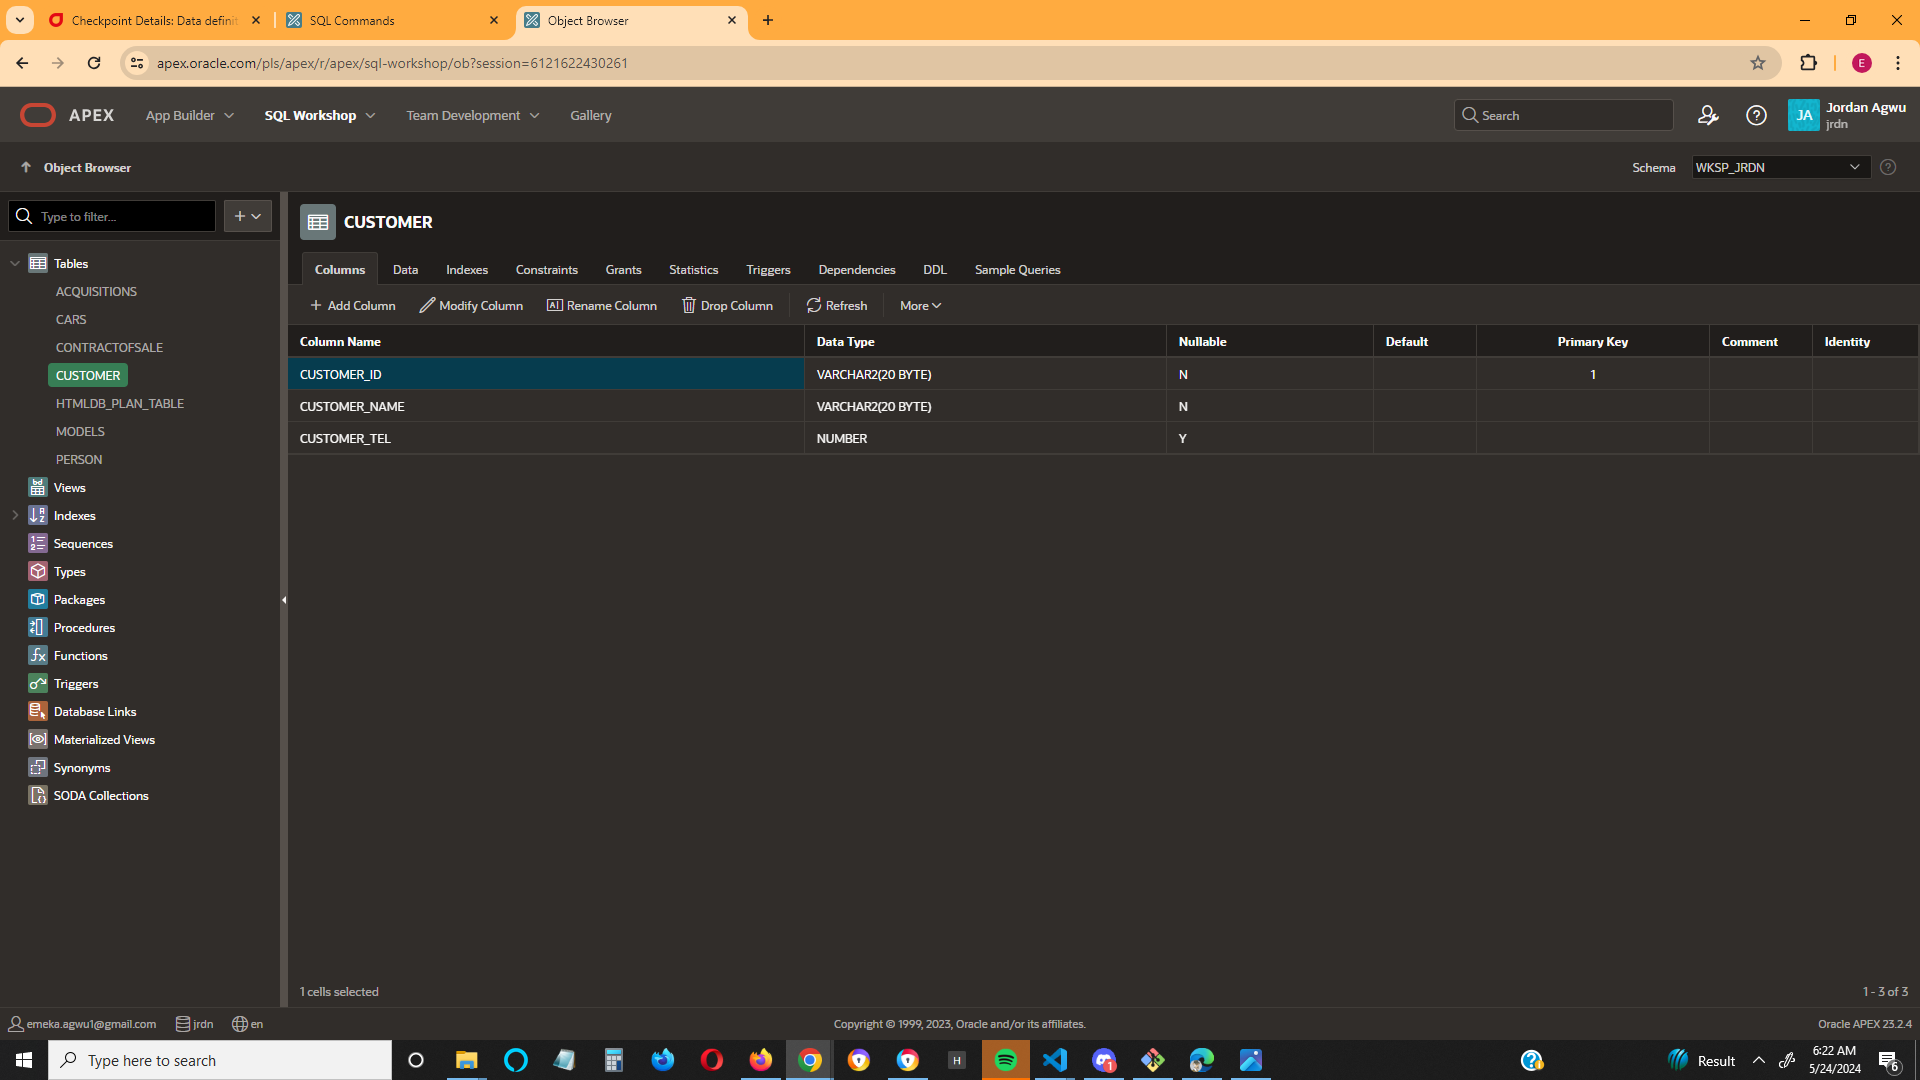 Checkpoint Details: Data definit
SQL Commands
Object Browser
apex.oracle.com/pls/apex/r/apex/sql-workshop/ob?session=6121622430261
E
APEX
App Builder
SQL Workshop
Team Development
Gallery
Search
JA
Jordan Agwu
jrdn
Object Browser
Schema
WKSP_JRDN
Type to filter...
CUSTOMER
Tables
ACQUISITIONS
CARS
CONTRACTOFSALE
CUSTOMER
HTMLDB_PLAN_TABLE
MODELS
PERSON
Views
Indexes
Sequences
Types
Packages
Procedures
Functions
Triggers
Database Links
Materialized Views
Synonyms
SODA Collections
Columns Data Indexes Constraints Grants Statistics Triggers Dependencies DDL Sample Queries
Add Column Modify Column Rename Column Drop Column Refresh More
Column Name Data Type Nullable Default Primary Key Comment Identity
CUSTOMER_ID VARCHAR2(20 BYTE) N 1
CUSTOMER_NAME VARCHAR2(20 BYTE) N
CUSTOMER_TEL NUMBER Y
1 cells selected
1 - 3 of 3
emeka.agwu1@gmail.com jrdn en
Copyright © 1999, 2023, Oracle and/or its affiliates.
Oracle APEX 23.2.4
Type here to search
H
1
Result
6:22 AM
5/24/2024
6